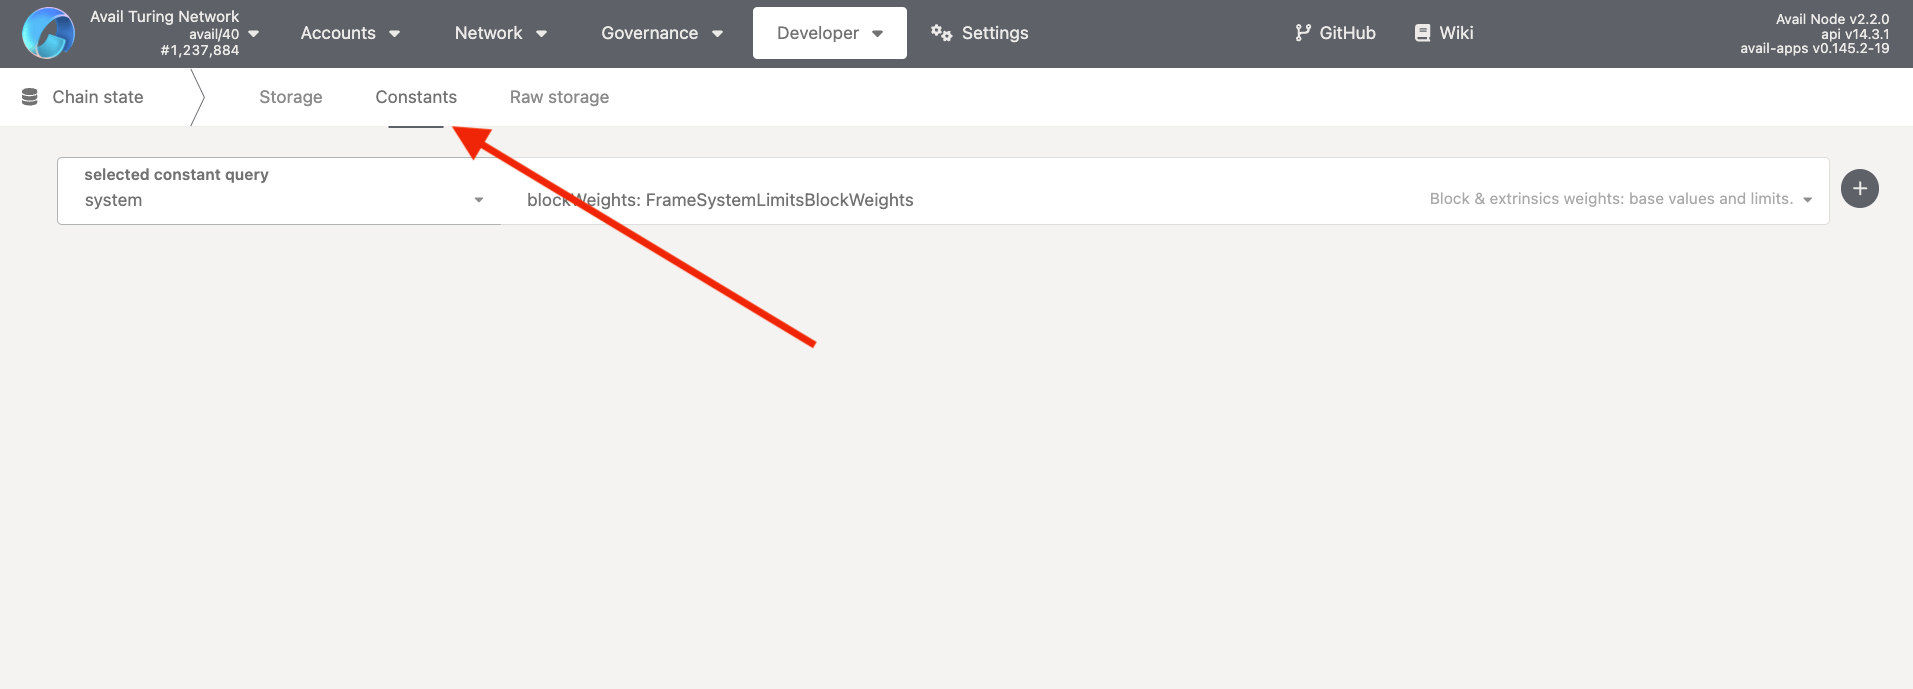 Avail Turing Network
avail/40
#1,237,884
Accounts
Network
Governance
Developer
Settings
GitHub
Wiki
Avail Node v2.2.0
api v14.3.1
avail-apps v0.145.2-19
Chain state
Storage
Constants
Raw storage
selected constant query
system
blockWeights: FrameSystemLimitsBlockWeights
Block & extrinsics weights: base values and limits.